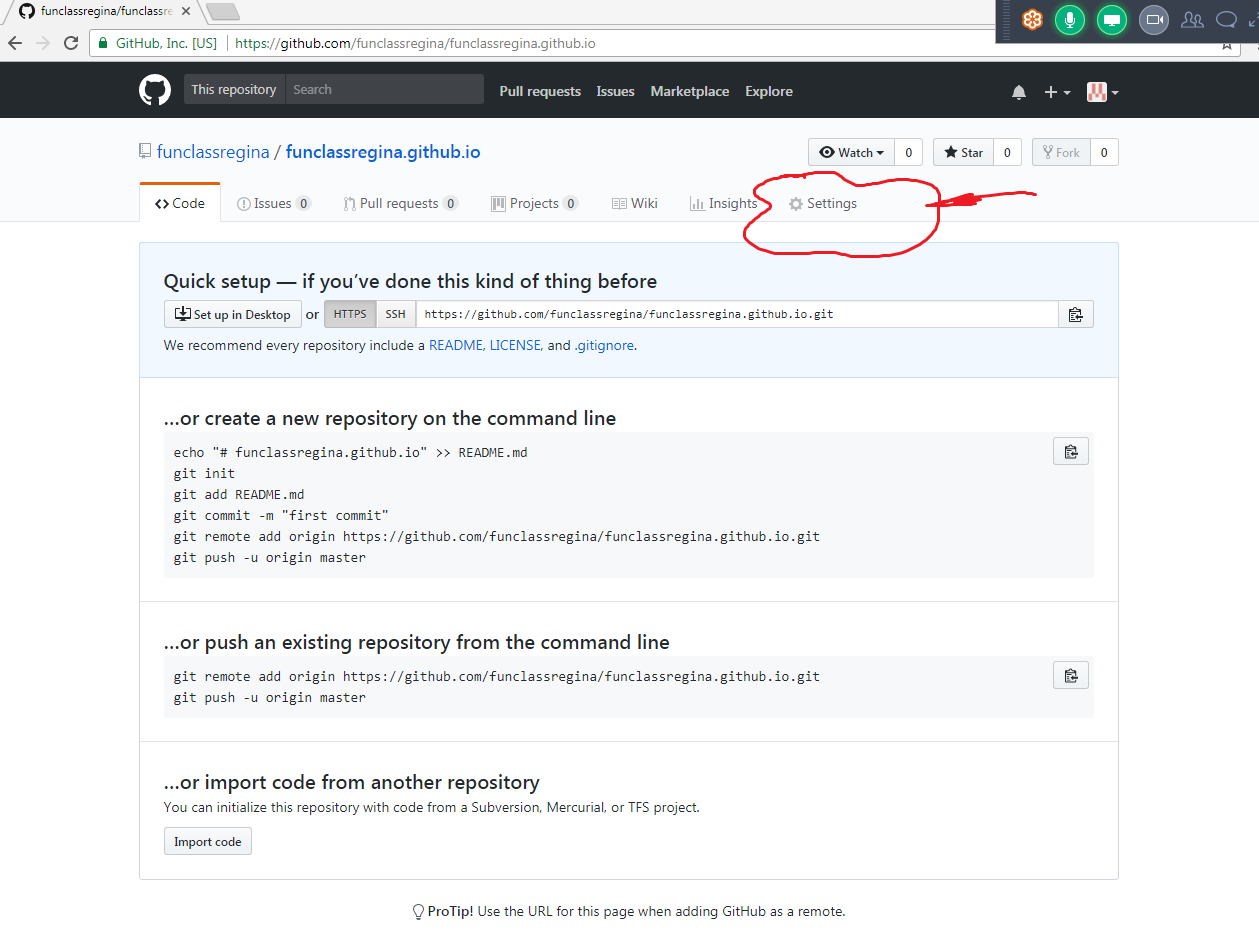 funclassregina/funclassre
GitHub, Inc. [US] https://github.com/funclassregina/funclassregina.github.io
This repository Search Pull requests Issues Marketplace Explore
funclassregina / funclassregina.github.io Watch 0 Star 0 Fork 0
Code Issues 0 Pull requests 0 Projects 0 Wiki Insights Settings
Quick setup — if you’ve done this kind of thing before
Set up in Desktop or HTTPS SSH https://github.com/funclassregina/funclassregina.github.io.git
We recommend every repository include a README, LICENSE, and .gitignore.
…or create a new repository on the command line
echo "# funclassregina.github.io" >> README.md
git init
git add README.md
git commit -m "first commit"
git remote add origin https://github.com/funclassregina/funclassregina.github.io.git
git push -u origin master
…or push an existing repository from the command line
git remote add origin https://github.com/funclassregina/funclassregina.github.io.git
git push -u origin master
…or import code from another repository
You can initialize this repository with code from a Subversion, Mercurial, or TFS project.
Import code
ProTip! Use the URL for this page when adding GitHub as a remote.